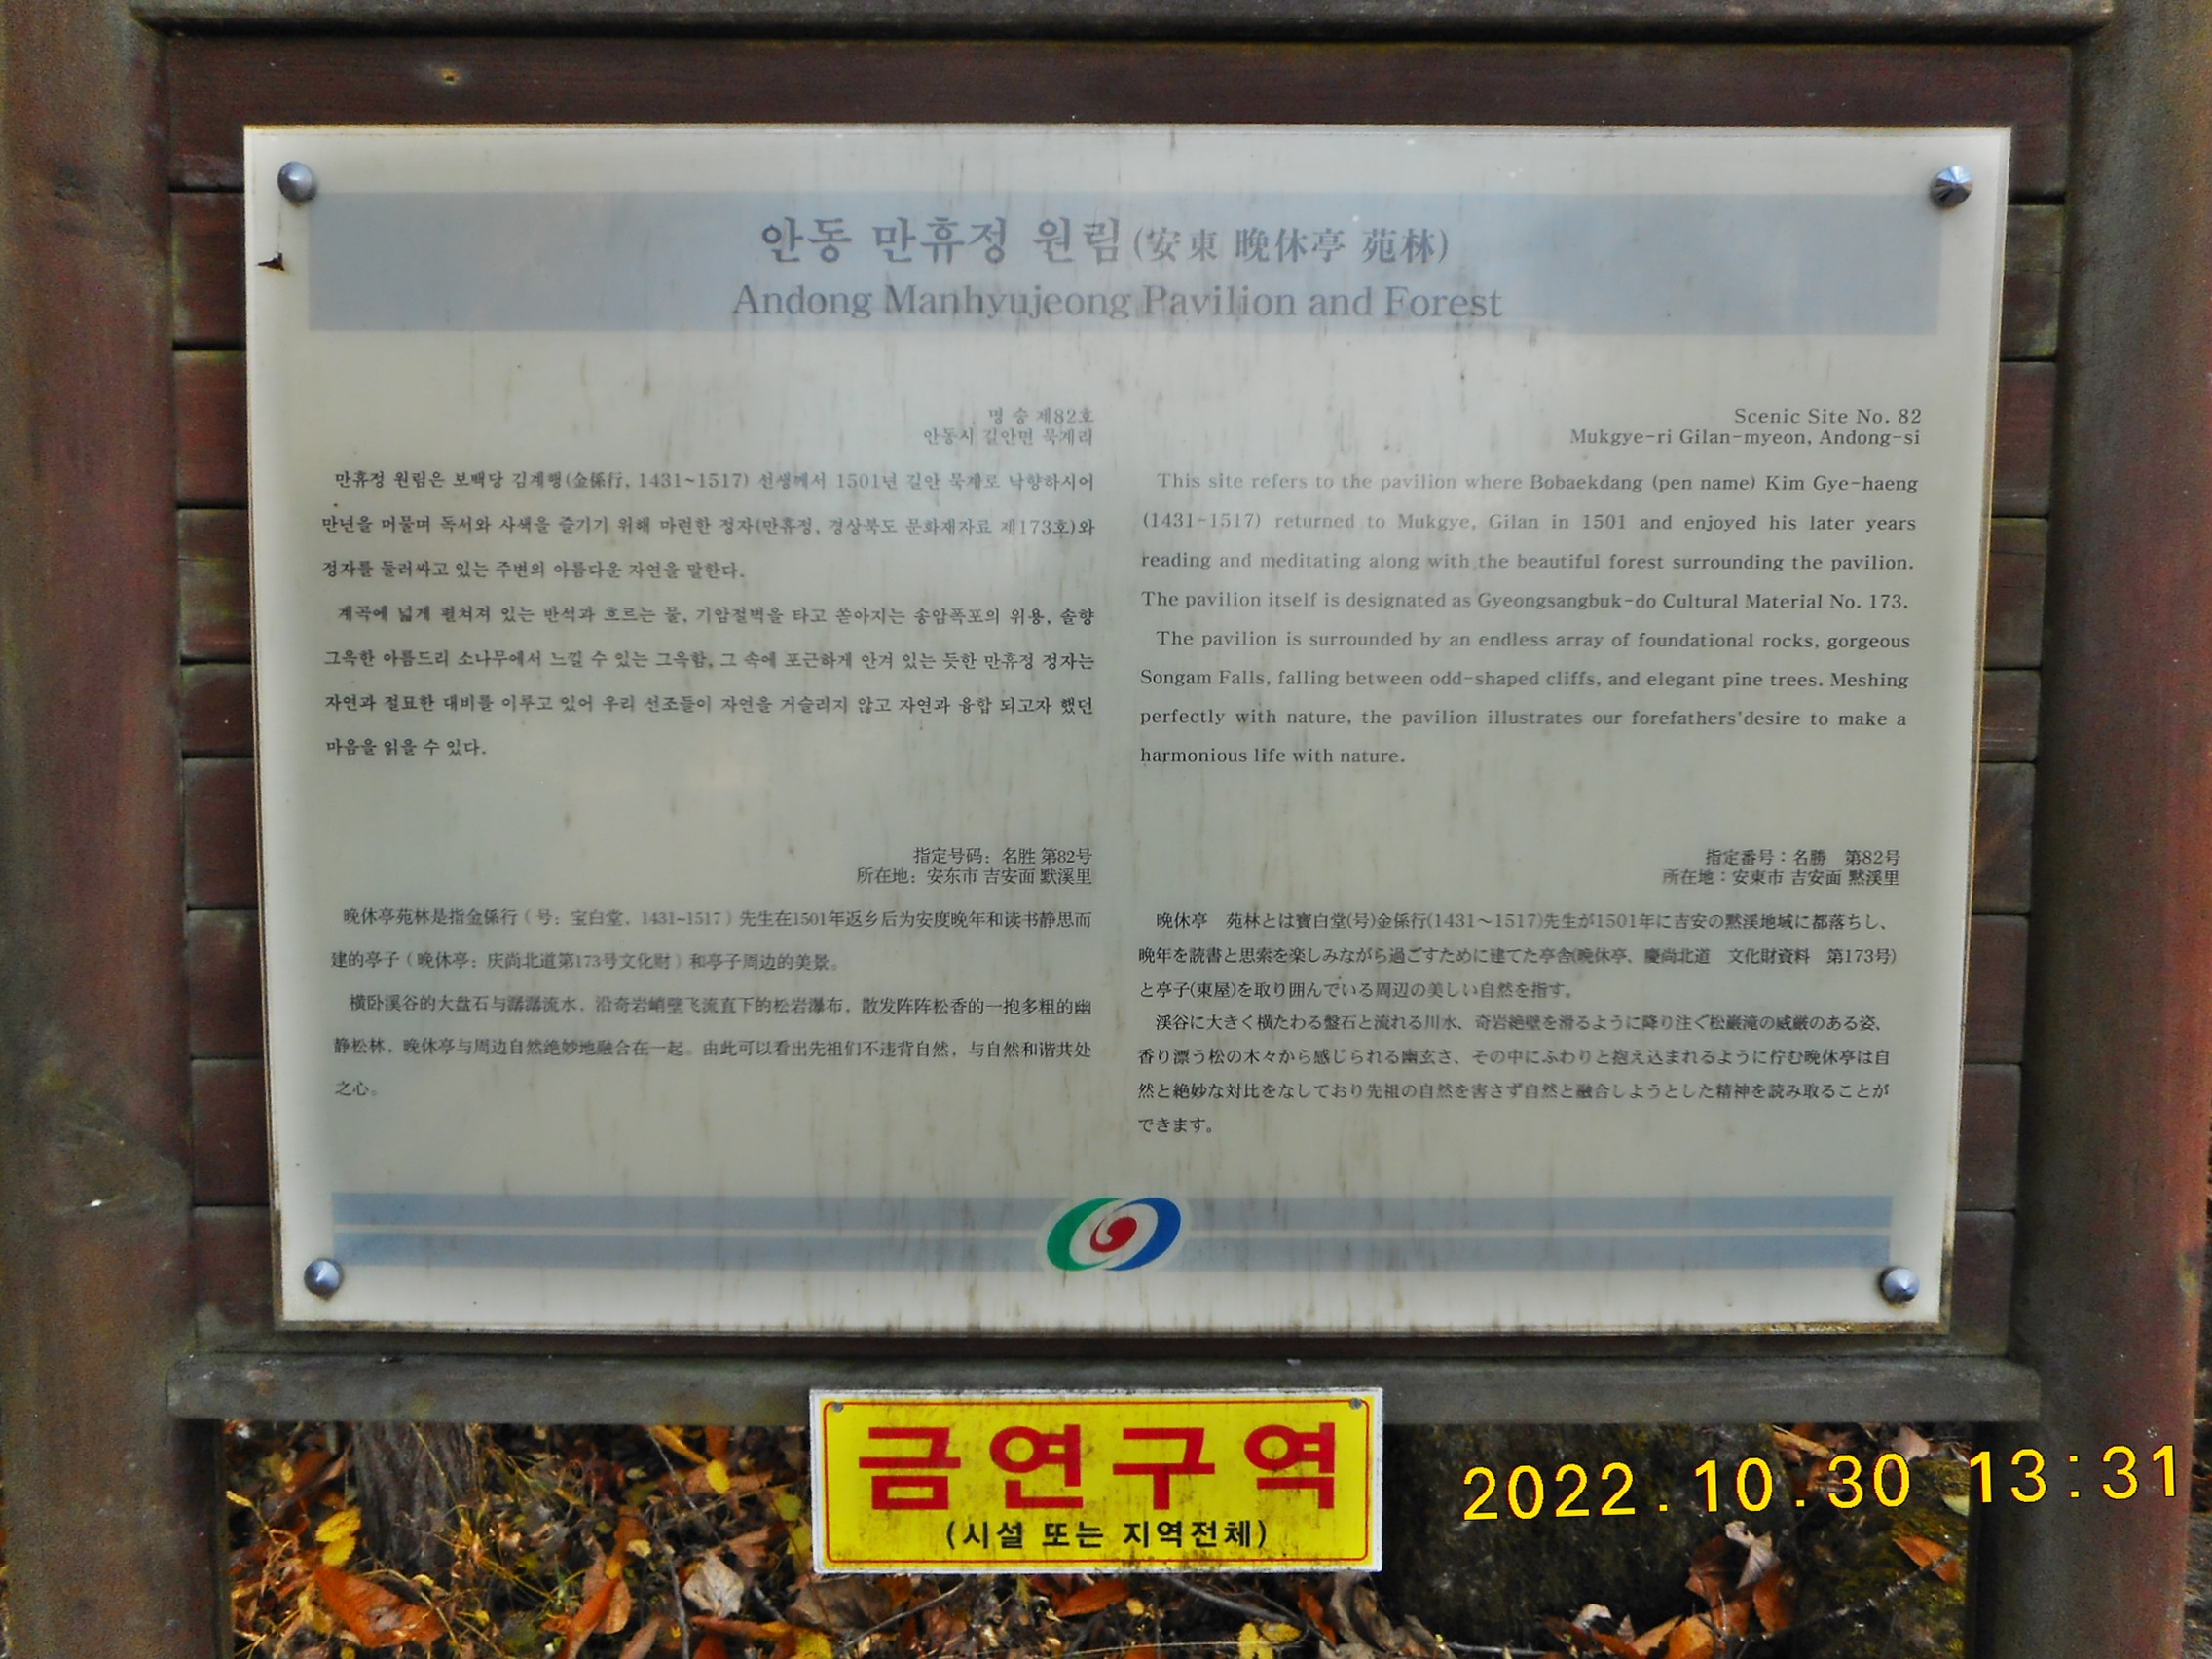 안동 만휴정 원림(安東 晩休亭 苑林)
Andong Manhyujeong Pavilion and Forest
명 승 제82호
안동시 길안면 묵계리
만휴정 원림은 보백당 김계행(金係行, 1431~1517) 선생께서 1501년 길안 묵계로 낙향하시어
만년을 머물며 독서와 사색을 즐기기 위해 마련한 정자(만휴정, 경상북도 문화재자료 제173호)와
정자를 둘러싸고 있는 주변의 아름다운 자연을 말한다.
계곡에 넓게 펼쳐져 있는 반석과 흐르는 물, 기암절벽을 타고 쏟아지는 송암폭포의 위용, 솔향
그윽한 아름드리 소나무에서 느낄 수 있는 그윽함, 그 속에 포근하게 안겨 있는 듯한 만휴정 정자는
자연과 절묘한 대비를 이루고 있어 우리 선조들이 자연을 거슬리지 않고 자연과 융합 되고자 했던
마음을 읽을 수 있다.
Scenic Site No. 82
Mukgye-ri Gilan-myeon, Andong-si
This site refers to the pavilion where Bobaekdang (pen name) Kim Gye-haeng
(1431-1517) returned to Mukgye, Gilan in 1501 and enjoyed his later years
reading and meditating along with the beautiful forest surrounding the pavilion.
The pavilion itself is designated as Gyeongsangbuk-do Cultural Material No. 173.
The pavilion is surrounded by an endless array of foundational rocks, gorgeous
Songam Falls, falling between odd-shaped cliffs, and elegant pine trees. Meshing
perfectly with nature, the pavilion illustrates our forefathers'desire to make a
harmonious life with nature.
指定号码: 名胜 第82号
所在地: 安东市 吉安面 默溪里
晚休亭苑林是指金係行（号: 宝白堂, 1431~1517）先生在1501年返乡后为安度晚年和读书静思而
建的亭子（晚休亭: 庆尚北道第173号文化财）和亭子周边的美景。
横卧溪谷的大盘石与潺潺流水, 沿奇岩峭壁飞流直下的松岩瀑布, 散发阵阵松香的一抱多粗的幽
静松林, 晚休亭与周边自然绝妙地融合在一起。由此可以看出先祖们不违背自然, 与自然和谐共处
之心。
指定番号：名勝　第82号
所在地：安東市 吉安面 黙溪里
晩休亭　苑林とは寶白堂(号)金係行(1431～1517)先生が1501年に吉安の黙渓地域に都落ちし、
晩年を読書と思索を楽しみながら過ごすために建てた亭舎(晩休亭、慶尚北道　文化財資料　第173号)
と亭子(東屋)を取り囲んでいる周辺の美しい自然を指す。
渓谷に大きく横たわる盤石と流れる川水、奇岩絶壁を滑るように降り注ぐ松巌滝の威厳のある姿、
香り漂う松の木々から感じられる幽玄さ、その中にふわりと抱え込まれるように佇む晩休亭は自
然と絶妙な対比をなしており先祖の自然を害さず自然と融合しようとした精神を読み取ることが
できます。
금연구역
(시설 또는 지역전체)
2022.10.30 13:31